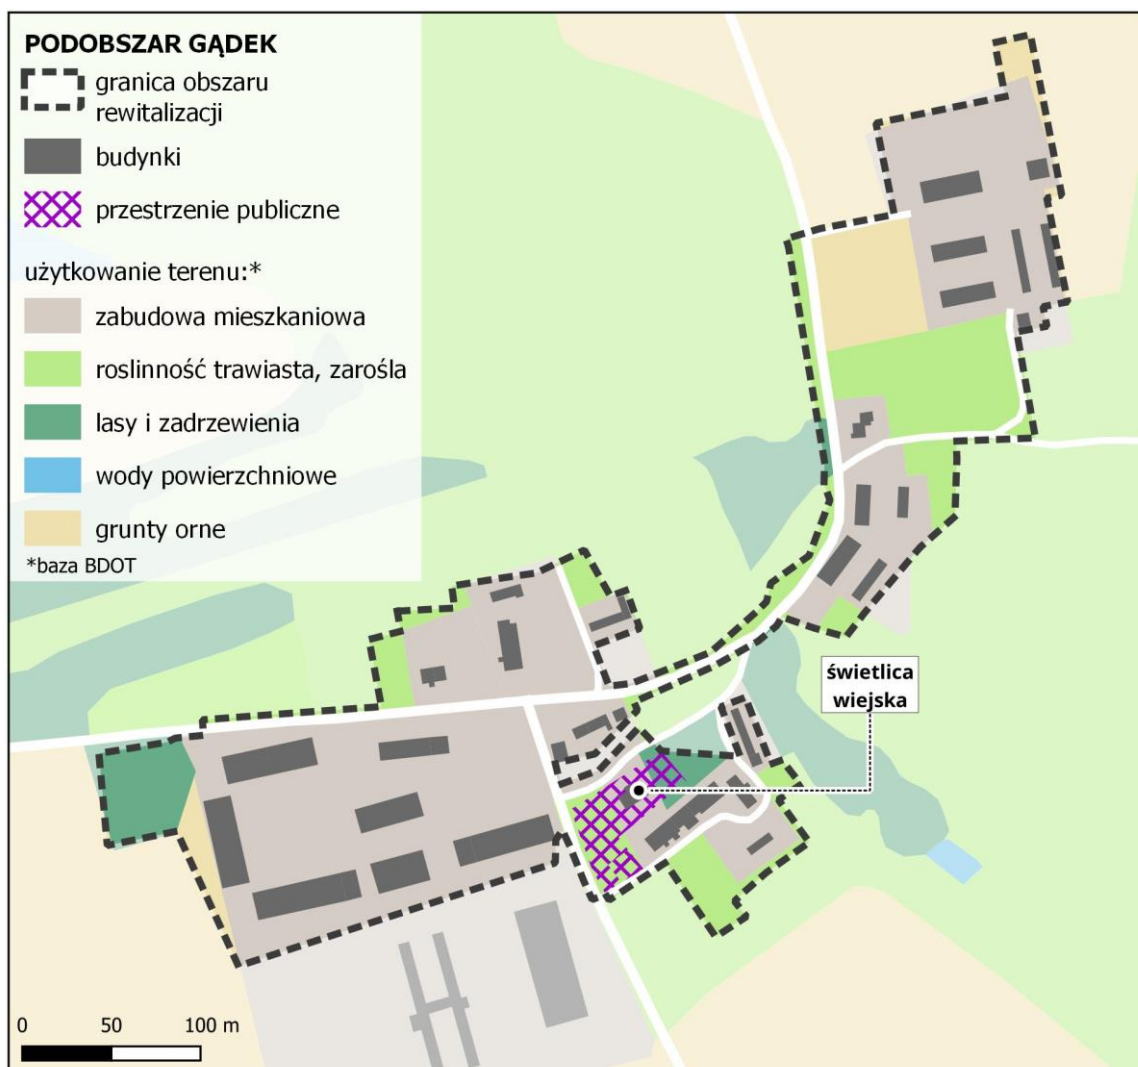 PODOBSZAR GĄDEK
granica obszaru
rewitalizacji
budynki
przestrzenie publiczne
użytkowanie terenu:*
zabudowa mieszkaniowa
roslinność trawiasta, zarośla
lasy i zadrzewienia
wody powierzchniowe
grunty orne
*baza BDOT
świetlica
wiejska
0 50 100 m